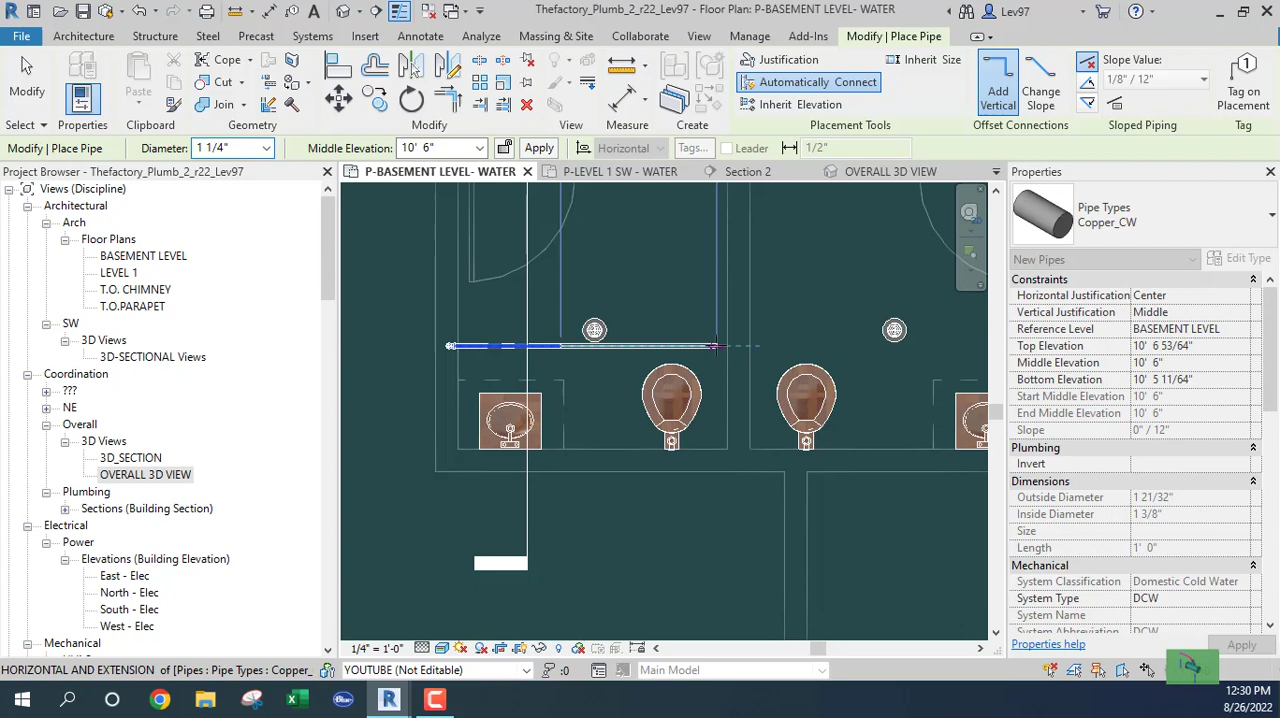 Thefactory_Plumb_2_r22_Lev97 - Floor Plan: P-BASEMENT LEVEL- WATER
Lev97
File Architecture Structure Steel Precast Systems Insert Annotate Analyze Massing & Site Collaborate View Manage Add-Ins Modify | Place Pipe
Modify
Paste
Cope
Cut
Join
Justification
Automatically Connect
Inherit Elevation
Inherit Size
Add Vertical
Change Slope
Slope Value:
1/8" / 12"
Tag on Placement
Select Properties Clipboard Geometry Modify View Measure Create Placement Tools Offset Connections Sloped Piping Tag
Modify | Place Pipe Diameter: 1 1/4" Middle Elevation: 10' 6" Apply Horizontal Tags... Leader 1/2"
Project Browser - Thefactory_Plumb_2_r22_Lev97
P-BASEMENT LEVEL- WATER P-LEVEL 1 SW - WATER Section 2 OVERALL 3D VIEW
Views (Discipline)
Architectural
Arch
Floor Plans
BASEMENT LEVEL
LEVEL 1
T.O. CHIMNEY
T.O.PARAPET
SW
3D Views
3D-SECTIONAL Views
Coordination
???
NE
Overall
3D Views
3D_SECTION
OVERALL 3D VIEW
Plumbing
Sections (Building Section)
Electrical
Power
Elevations (Building Elevation)
East - Elec
North - Elec
South - Elec
West - Elec
Mechanical
Properties
Pipe Types
Copper_CW
New Pipes Edit Type
Constraints
Horizontal Justification Center
Vertical Justification Middle
Reference Level BASEMENT LEVEL
Top Elevation 10' 6 53/64"
Middle Elevation 10' 6"
Bottom Elevation 10' 5 11/64"
Start Middle Elevation 10' 6"
End Middle Elevation 10' 6"
Slope 0" / 12"
Plumbing
Invert
Dimensions
Outside Diameter 1 21/32"
Inside Diameter 1 3/8"
Size
Length 1' 0"
Mechanical
System Classification Domestic Cold Water
System Type DCW
System Name
Properties help Apply
1/4" = 1'-0"
HORIZONTAL AND EXTENSION of [Pipes : Pipe Types : Copper_ YOUTUBE (Not Editable) :0 Main Model
12:30 PM
8/26/2022